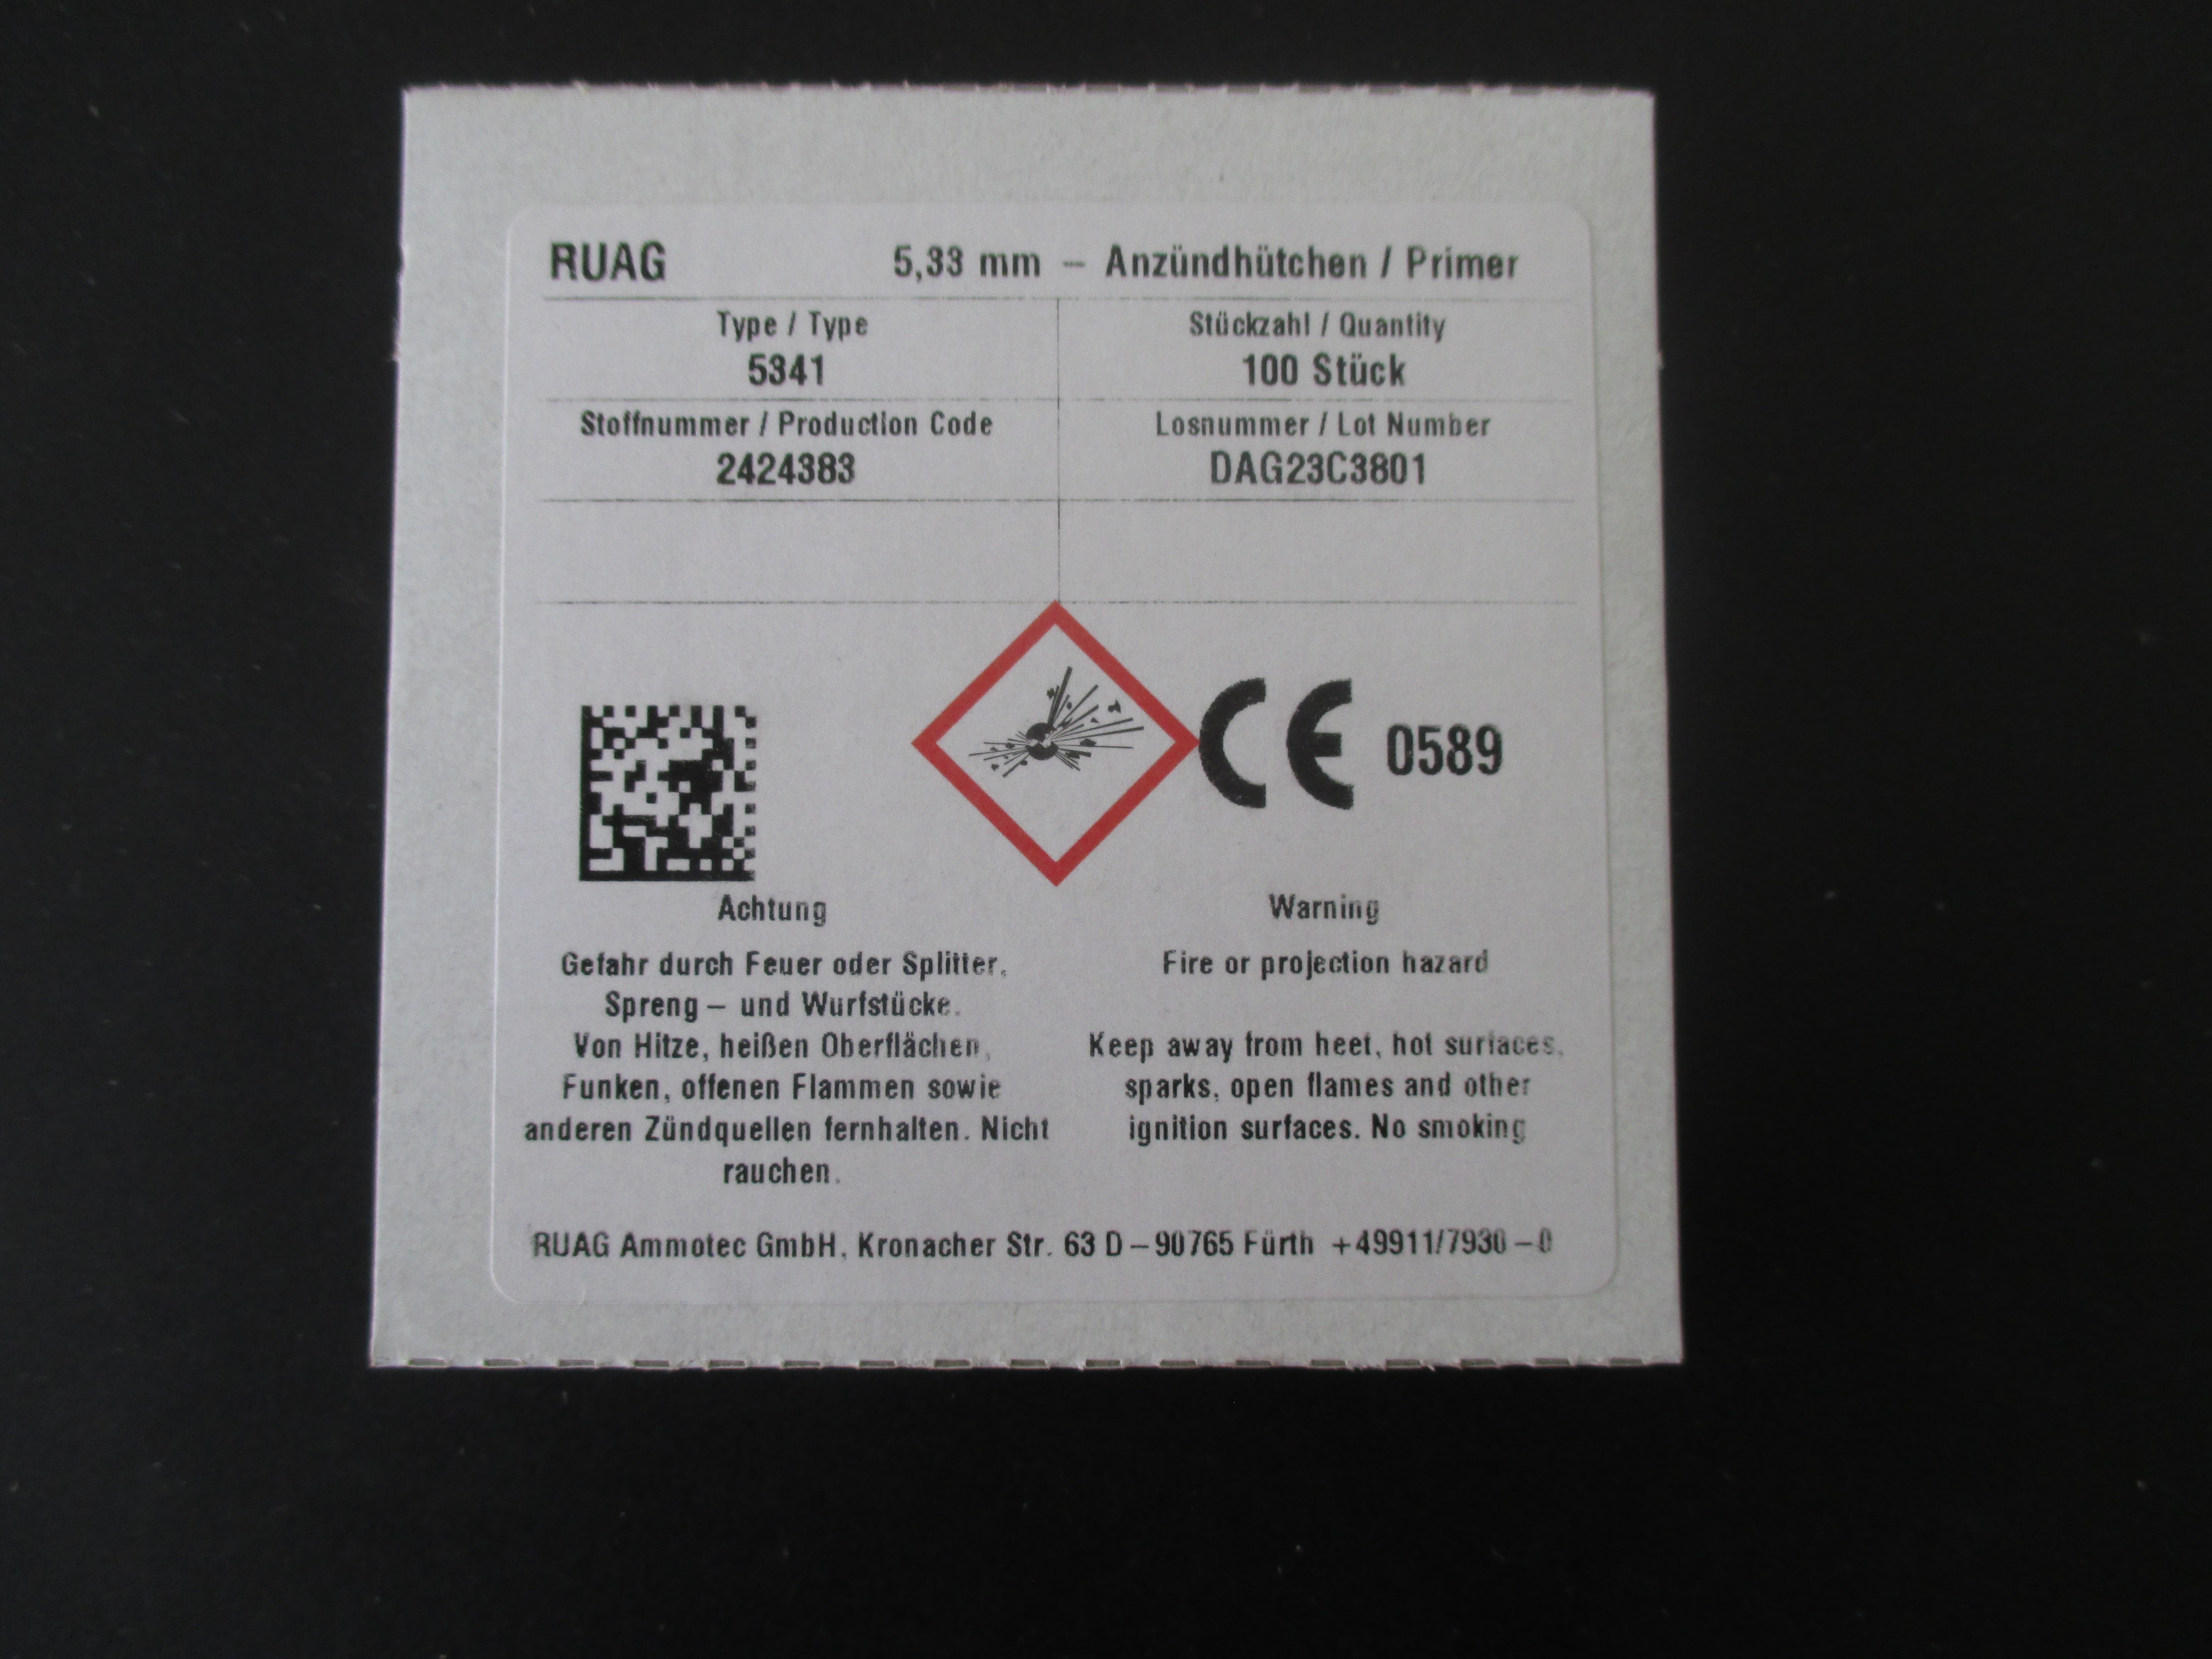 RUAG 5,33 mm – Anzündhütchen / Primer
Type / Type Stückzahl / Quantity
5341 100 Stück
Stoffnummer / Production Code Losnummer / Lot Number
2424383 DAG23C3801
CE 0589
Achtung Warning
Gefahr durch Feuer oder Splitter, Fire or projection hazard
Spreng – und Wurfstücke.
Von Hitze, heißen Oberflächen, Keep away from heet, hot surfaces,
Funken, offenen Flammen sowie sparks, open flames and other
anderen Zündquellen fernhalten. Nicht ignition surfaces. No smoking
rauchen.
RUAG Ammotec GmbH, Kronacher Str. 63 D – 90765 Fürth +49911/7930 – 0